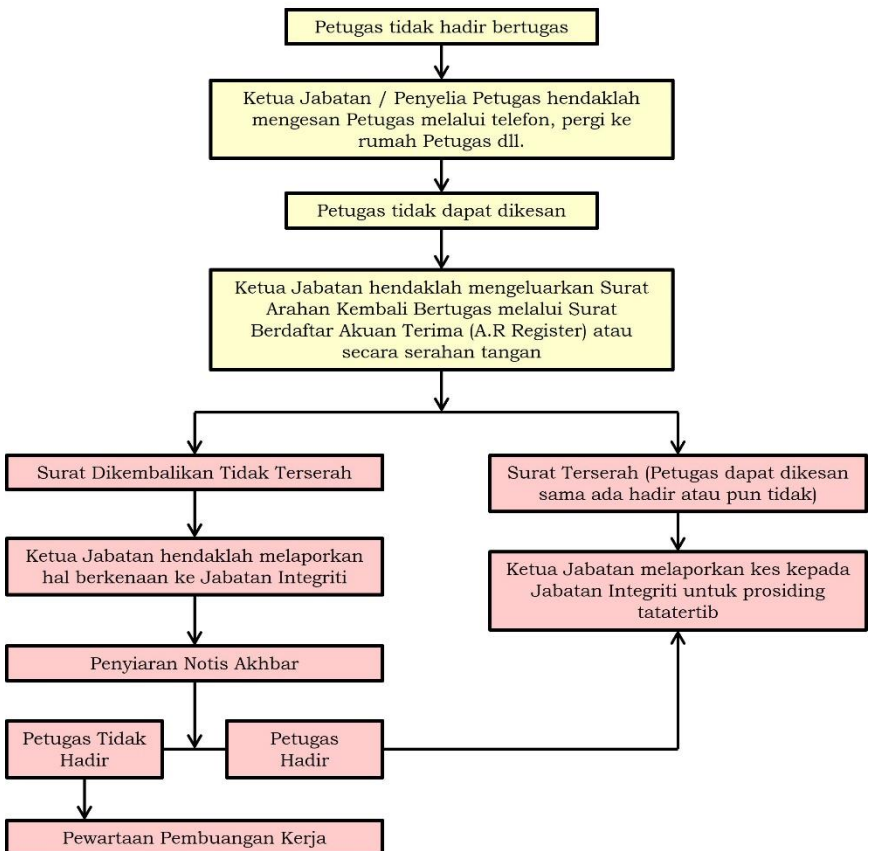 Petugas tidak hadir bertugas
Ketua Jabatan / Penyelia Petugas hendaklah
mengesan Petugas melalui telefon, pergi ke
rumah Petugas dll.
Petugas tidak dapat dikesan
Ketua Jabatan hendaklah mengeluarkan Surat
Arahan Kembali Bertugas melalui Surat
Berdaftar Akuan Terima (A.R Register) atau
secara serahan tangan
Surat Dikembalikan Tidak Terserah
Surat Terserah (Petugas dapat dikesan
sama ada hadir atau pun tidak)
Ketua Jabatan hendaklah melaporkan
hal berkenaan ke Jabatan Integriti
Ketua Jabatan melaporkan kes kepada
Jabatan Integriti untuk prosiding
tatatertib
Penyiaran Notis Akhbar
Petugas Tidak
Hadir
Petugas
Hadir
Pewartaan Pembuangan Kerja